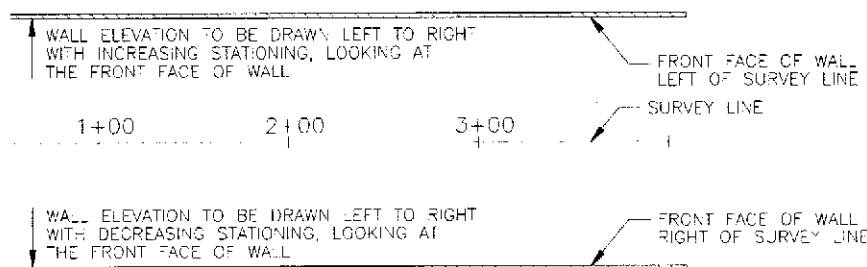 WALL ELEVATION TO BE DRAWN LEFT TO RIGHT
WITH INCREASING STATIONING, LOOKING AT
THE FRONT FACE OF WALL
FRONT FACE OF WALL
LEFT OF SURVEY LINE
SURVEY LINE
1+00 2+00 3+00
WALL ELEVATION TO BE DRAWN LEFT TO RIGHT
WITH DECREASING STATIONING, LOOKING AT
THE FRONT FACE OF WALL
FRONT FACE OF WALL
RIGHT OF SURVEY LINE